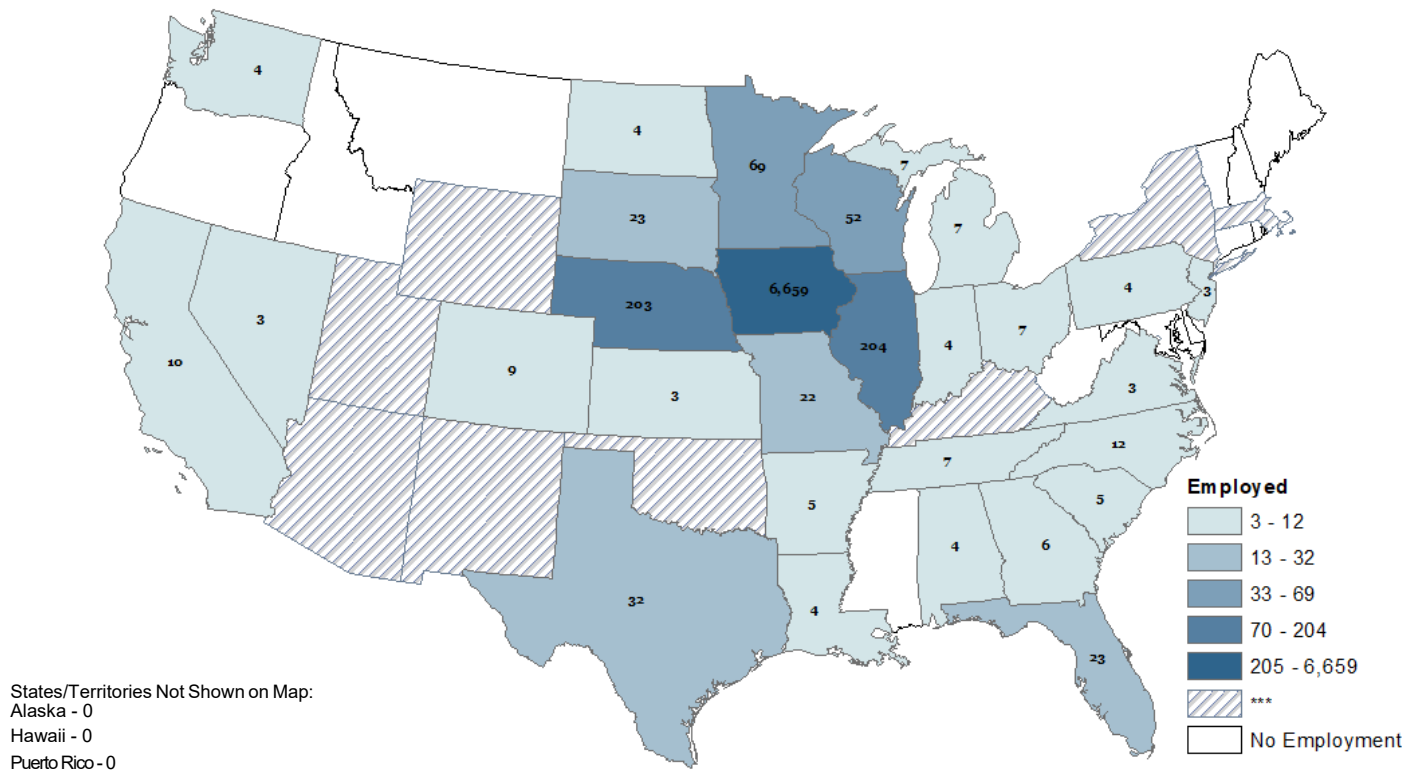 4
4
69
7
23
52
7
203
6,659
3
10
9
3
22
204
4
7
4
3
3
7
12
5
5
4
6
32
4
23
Employed
3 - 12
13 - 32
33 - 69
70 - 204
205 - 6,659
***
No Employment
States/Territories Not Shown on Map:
Alaska - 0
Hawaii - 0
Puerto Rico - 0